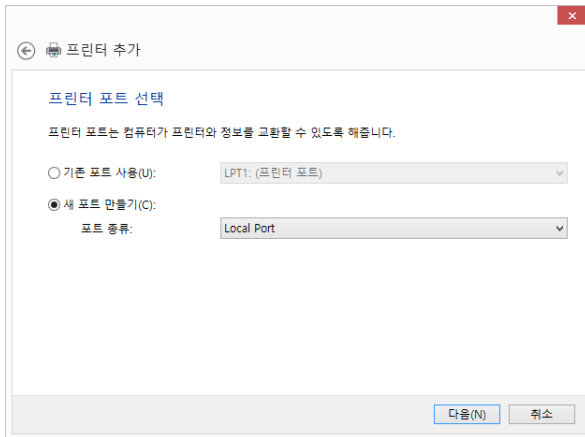 프린터 추가
프린터 포트 선택
프린터 포트는 컴퓨터가 프린터와 정보를 교환할 수 있도록 해줍니다.
기존 포트 사용(U): LPT1: (프린터 포트)
새 포트 만들기(C):
포트 종류: Local Port
다음(N) 취소